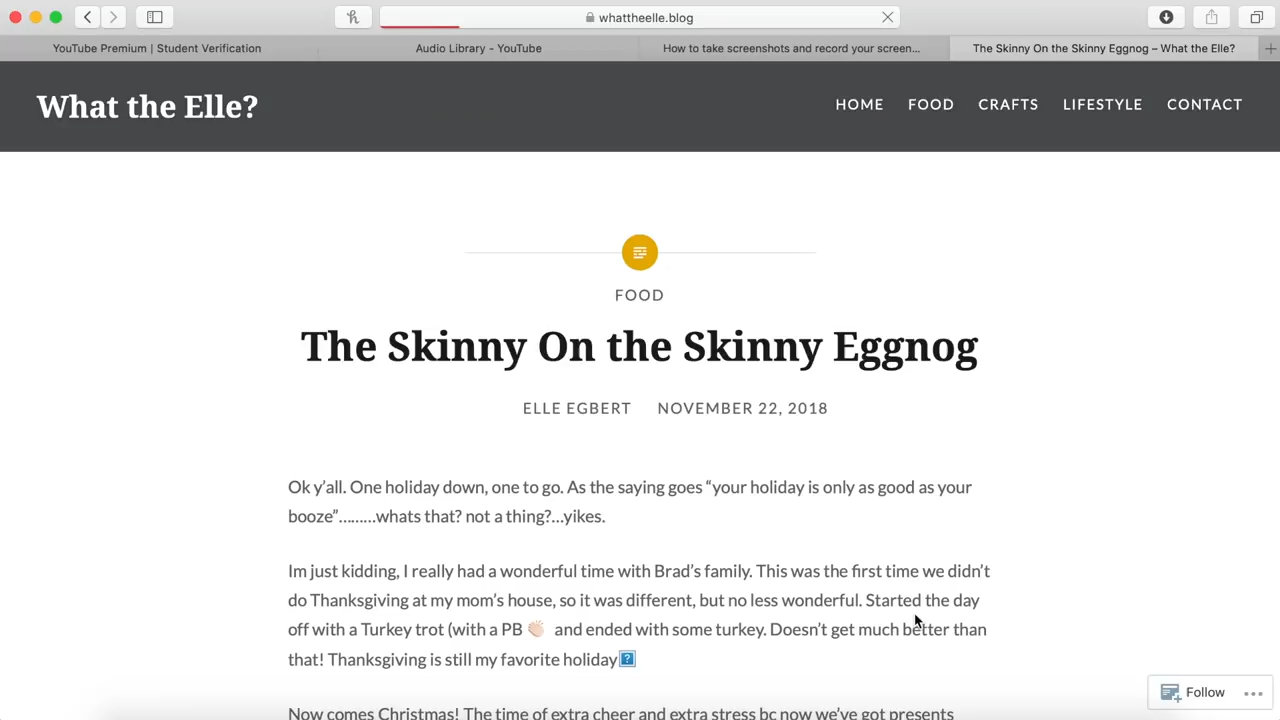 whattheelle.blog
YouTube Premium | Student Verification
Audio Library - YouTube
How to take screenshots and record your screen...
The Skinny On the Skinny Eggnog – What the Elle?
What the Elle?
HOME FOOD CRAFTS LIFESTYLE CONTACT
FOOD
The Skinny On the Skinny Eggnog
ELLE EGBERT NOVEMBER 22, 2018
Ok y’all. One holiday down, one to go. As the saying goes “your holiday is only as good as your
booze”………whats that? not a thing?…yikes.
Im just kidding, I really had a wonderful time with Brad’s family. This was the first time we didn’t
do Thanksgiving at my mom’s house, so it was different, but no less wonderful. Started the day
off with a Turkey trot (with a PB 👏🏻 and ended with some turkey. Doesn’t get much better than
that! Thanksgiving is still my favorite holiday
Now comes Christmas! The time of extra cheer and extra stress bc now we’ve got presents
Follow